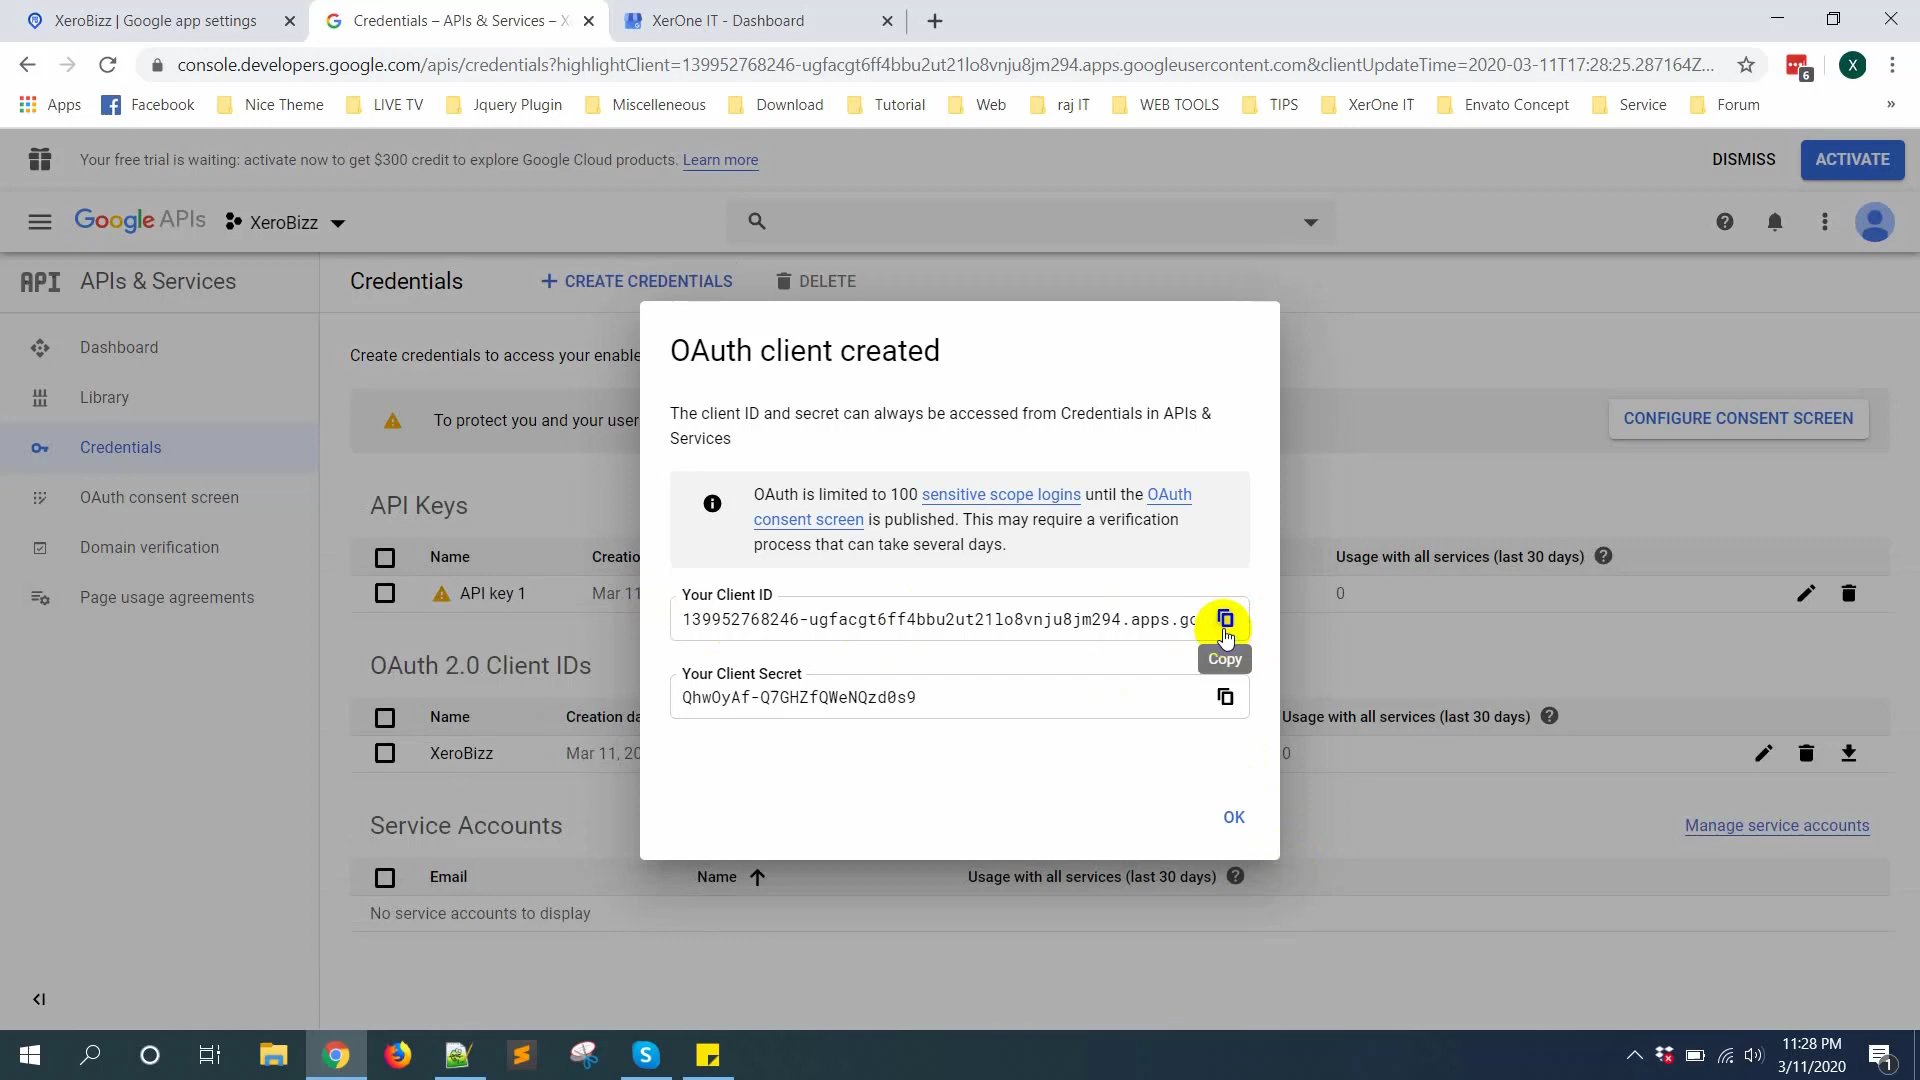 XeroBizz | Google app settings
Credentials – APIs & Services – X
XerOne IT - Dashboard
console.developers.google.com/apis/credentials?highlightClient=139952768246-ugfacgt6ff4bbu2ut21lo8vnju8jm294.apps.googleusercontent.com&clientUpdateTime=2020-03-11T17:28:25.287164Z...
6
X
Apps
Facebook
Nice Theme
LIVE TV
Jquery Plugin
Miscelleneous
Download
Tutorial
Web
raj IT
WEB TOOLS
TIPS
XerOne IT
Envato Concept
Service
Forum
»
Your free trial is waiting: activate now to get $300 credit to explore Google Cloud products. Learn more
DISMISS
ACTIVATE
Google APIs
XeroBizz
API APIs & Services
Credentials
+ CREATE CREDENTIALS
DELETE
Dashboard
Library
Credentials
OAuth consent screen
Domain verification
Page usage agreements
Create credentials to access your enable
To protect you and your user
CONFIGURE CONSENT SCREEN
API Keys
Name
Creatio
Usage with all services (last 30 days)
API key 1
Mar 11
0
OAuth 2.0 Client IDs
Name
Creation da
Usage with all services (last 30 days)
XeroBizz
Mar 11, 20
0
Service Accounts
Manage service accounts
Email
Name
Usage with all services (last 30 days)
No service accounts to display
OAuth client created
The client ID and secret can always be accessed from Credentials in APIs &
Services
OAuth is limited to 100 sensitive scope logins until the OAuth
consent screen is published. This may require a verification
process that can take several days.
Your Client ID
139952768246-ugfacgt6ff4bbu2ut21lo8vnju8jm294.apps.go
Copy
Your Client Secret
QhwOyAf-Q7GHZfQWeNQzd0s9
OK
11:28 PM
3/11/2020
1